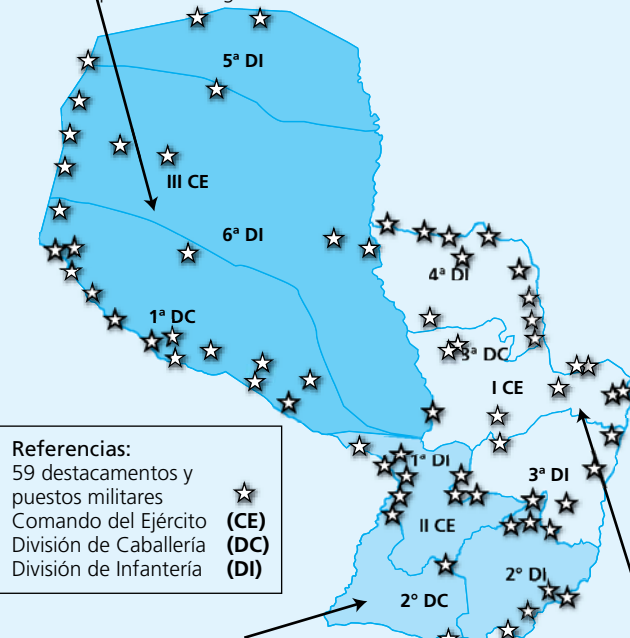 5ª DI
III CE
6ª DI
4ª DI
1ª DC
3ª DC
I CE
1ª DI
3ª DI
II CE
2° DI
2° DC
Referencias:
59 destacamentos y
puestos militares
Comando del Ejército (CE)
División de Caballería (DC)
División de Infantería (DI)